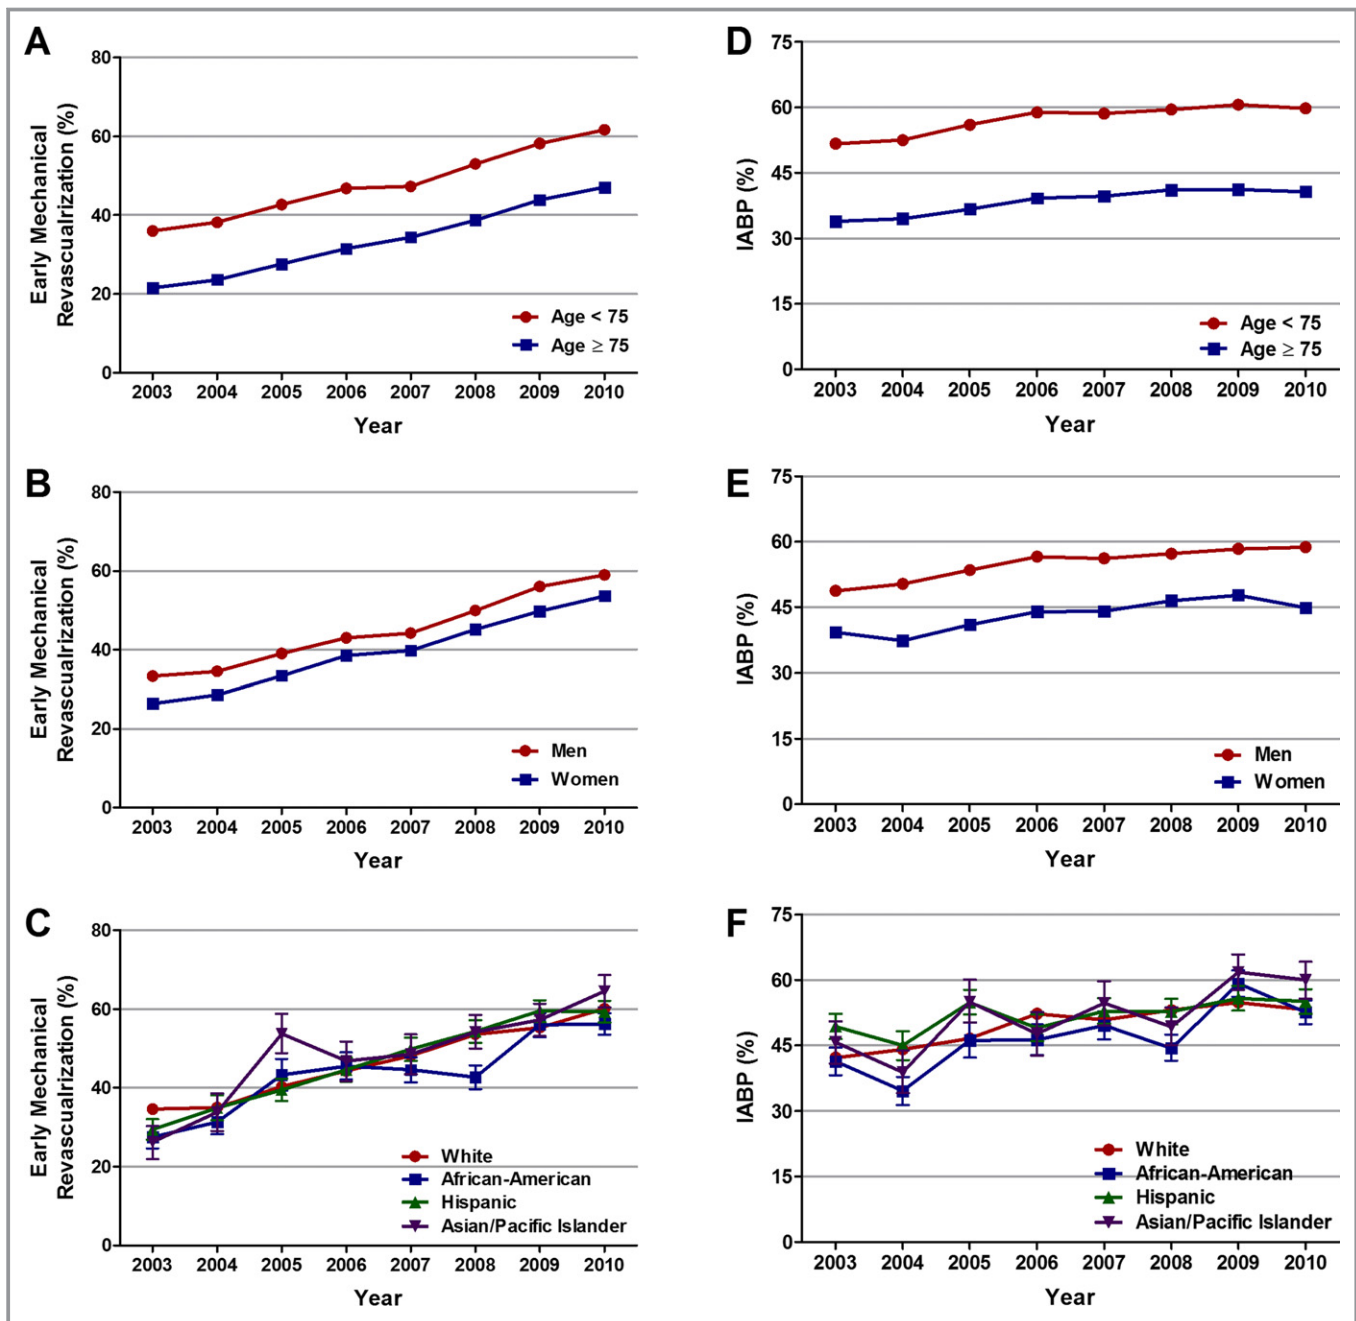 A
Early Mechanical
Revascualrization (%)
80
60
40
20
0
Age < 75
Age ≥ 75
2003 2004 2005 2006 2007 2008 2009 2010
Year
D
IABP (%)
75
60
45
30
15
0
Age < 75
Age ≥ 75
2003 2004 2005 2006 2007 2008 2009 2010
Year
B
Early Mechanical
Revascualrization (%)
80
60
40
20
0
Men
Women
2003 2004 2005 2006 2007 2008 2009 2010
Year
E
IABP (%)
75
60
45
30
15
0
Men
Women
2003 2004 2005 2006 2007 2008 2009 2010
Year
C
Early Mechanical
Revascualrization (%)
80
60
40
20
0
White
African-American
Hispanic
Asian/Pacific Islander
2003 2004 2005 2006 2007 2008 2009 2010
Year
F
IABP (%)
75
60
45
30
15
0
White
African-American
Hispanic
Asian/Pacific Islander
2003 2004 2005 2006 2007 2008 2009 2010
Year